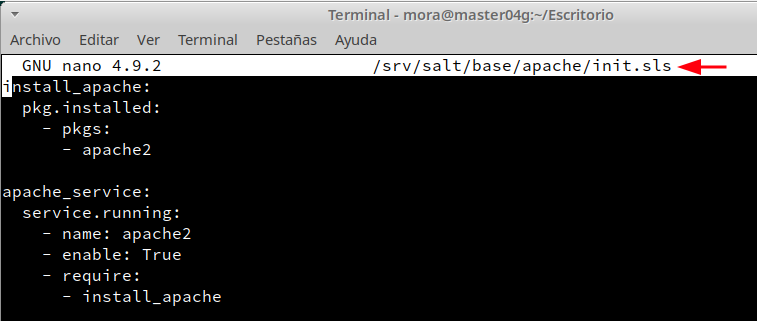 Terminal - mora@master04g:~/Escritorio
Archivo Editar Ver Terminal Pestañas Ayuda
GNU nano 4.9.2 /srv/salt/base/apache/init.sls
install_apache:
  pkg.installed:
    - pkgs:
      - apache2

apache_service:
  service.running:
    - name: apache2
    - enable: True
    - require:
      - install_apache